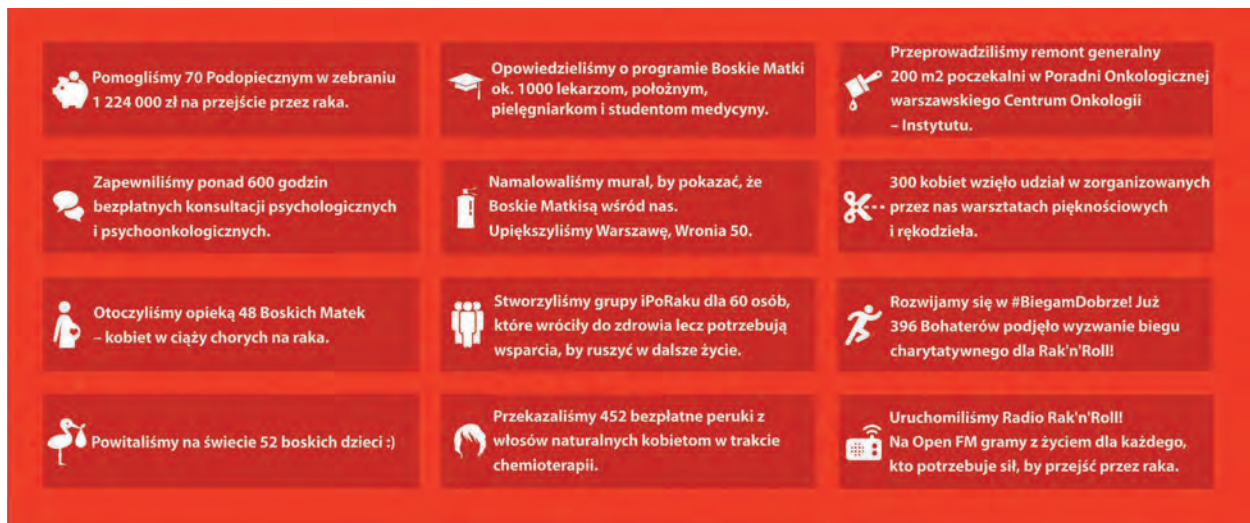 Pomogliśmy 70 Podopiecznym w zebraniu
1 224 000 zł na przejście przez raka.
Opowiedzieliśmy o programie Boskie Matki
ok. 1000 lekarzom, położnym,
pielęgniarkom i studentom medycyny.
Przeprowadziliśmy remont generalny
200 m2 poczekalni w Poradni Onkologicznej
warszawskiego Centrum Onkologii
– Instytutu.
Zapewniliśmy ponad 600 godzin
bezpłatnych konsultacji psychologicznych
i psychoonkologicznych.
Namalowaliśmy mural, by pokazać, że
Boskie Matkisą wśród nas.
Upiększyliśmy Warszawę, Wronia 50.
300 kobiet wzięło udział w zorganizowanych
przez nas warsztatach pięknościowych
i rękodzieła.
Otoczyliśmy opieką 48 Boskich Matek
– kobiet w ciąży chorych na raka.
Stworzyliśmy grupy iPoRaku dla 60 osób,
które wróciły do zdrowia lecz potrzebują
wsparcia, by ruszyć w dalsze życie.
Rozwijamy się w #BiegamDobrze! Już
396 Bohaterów podjęło wyzwanie biegu
charytatywnego dla Rak'n'Roll!
Powitaliśmy na świecie 52 boskich dzieci :)
Przekazaliśmy 452 bezpłatne peruki z
włosów naturalnych kobietom w trakcie
chemioterapii.
Uruchomiliśmy Radio Rak'n'Roll!
Na Open FM gramy z życiem dla każdego,
kto potrzebuje sił, by przejść przez raka.